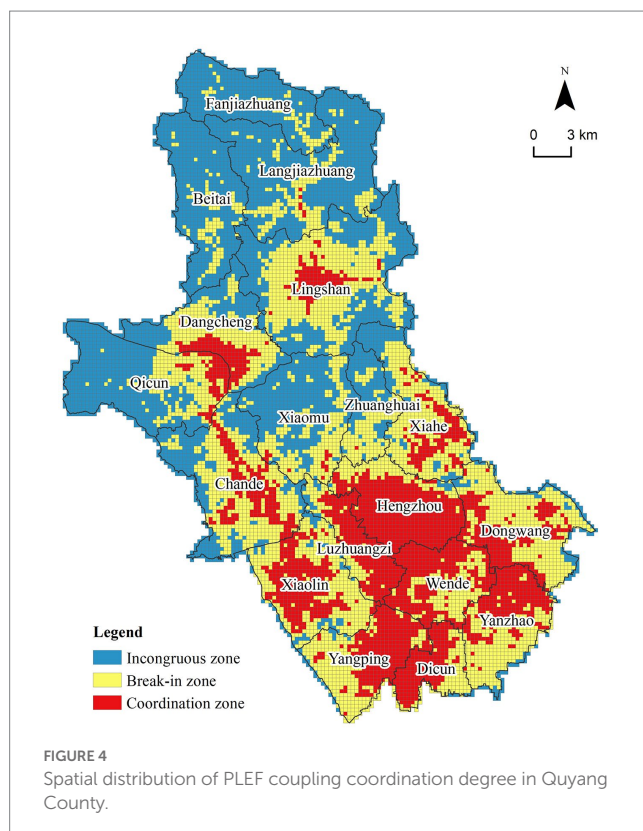 N
0 3 km
Fanjiazhuang
Langjiazhuang
Beitai
Lingshan
Dangcheng
Qicun
Xiaomu
Zhuanghuai
Xiahe
Chande
Hengzhou
Dongwang
Luzhuangzi
Xiaolin
Wende
Yanzhao
Yangping
Dicun
Legend
Incongruous zone
Break-in zone
Coordination zone
FIGURE 4
Spatial distribution of PLEF coupling coordination degree in Quyang
County.